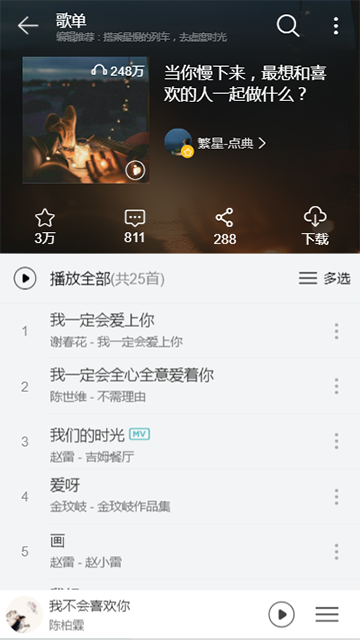 歌单
编辑推荐：搭乘是慢的列车，去点度时光
248万
当你慢下来，最想和喜
欢的人一起做什么？
繁星-点典
3万
811
288
下载
播放全部(共25首)
多选
1
我一定会爱上你
谢春花 - 我一定会爱上你
2
我一定会全心全意爱着你
陈世维 - 不需理由
3
我们的时光 MV
赵雷 - 吉姆餐厅
4
爱呀
金玟岐 - 金玟岐作品集
5
画
赵雷 - 赵小雷
我不会喜欢你
陈柏霖